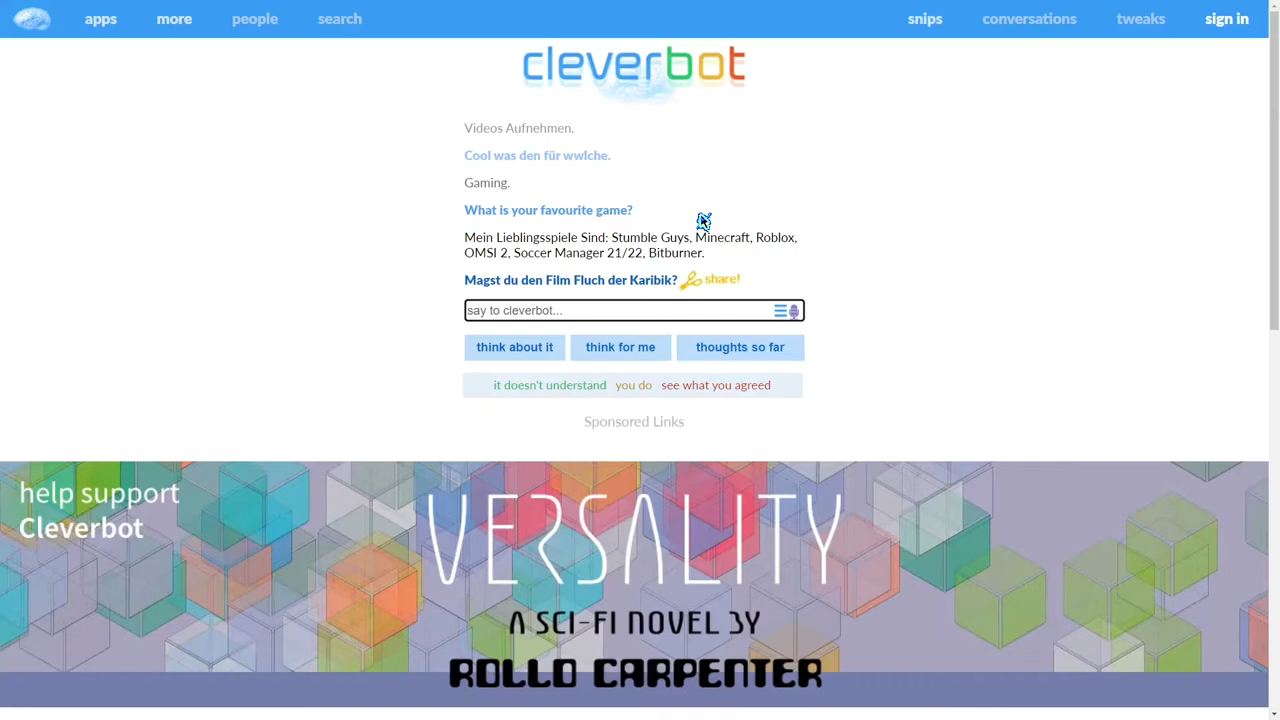 apps more people search snips conversations tweaks sign in
cleverbot
Videos Aufnehmen.
Cool was den für wwlche.
Gaming.
What is your favourite game?
Mein Lieblingsspiele Sind: Stumble Guys, Minecraft, Roblox,
OMSI 2, Soccer Manager 21/22, Bitburner.
Magst du den Film Fluch der Karibik? share!
say to cleverbot...
think about it think for me thoughts so far
it doesn't understand you do see what you agreed
Sponsored Links
help support
Cleverbot
VERSALITY
A SCI-FI NOVEL BY
ROLLO CARPENTER